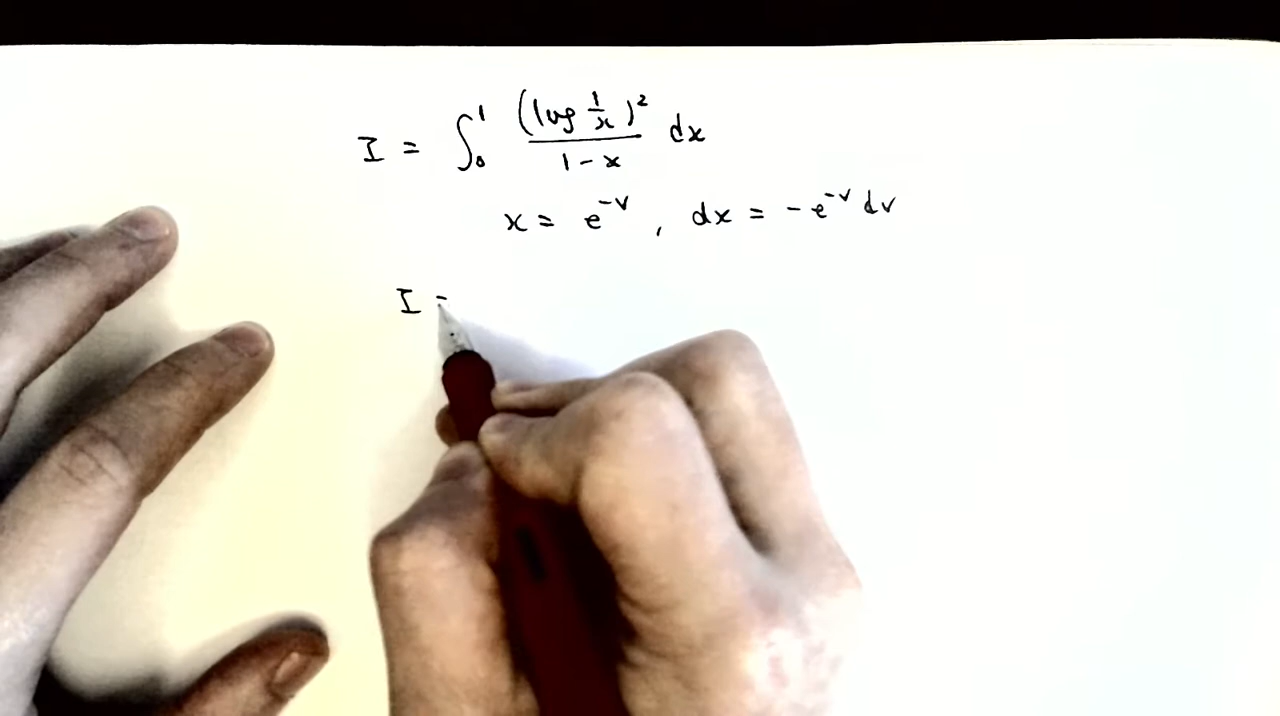 I = ∫₀¹ (log 1/x)² / (1 - x) dx
x = e^{-v} , dx = -e^{-v} dv
I =